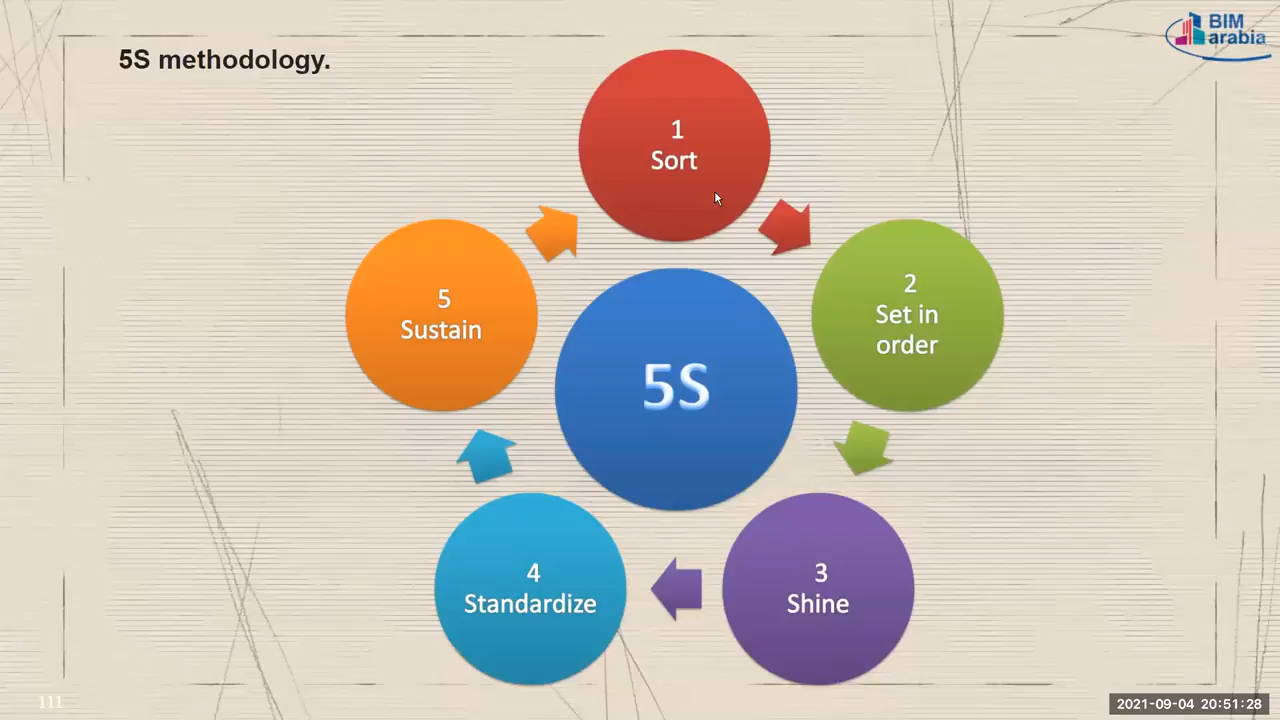 5S methodology.
BIM
arabia
1
Sort
2
Set in
order
3
Shine
4
Standardize
5
Sustain
5S
111
2021-09-04 20:51:28